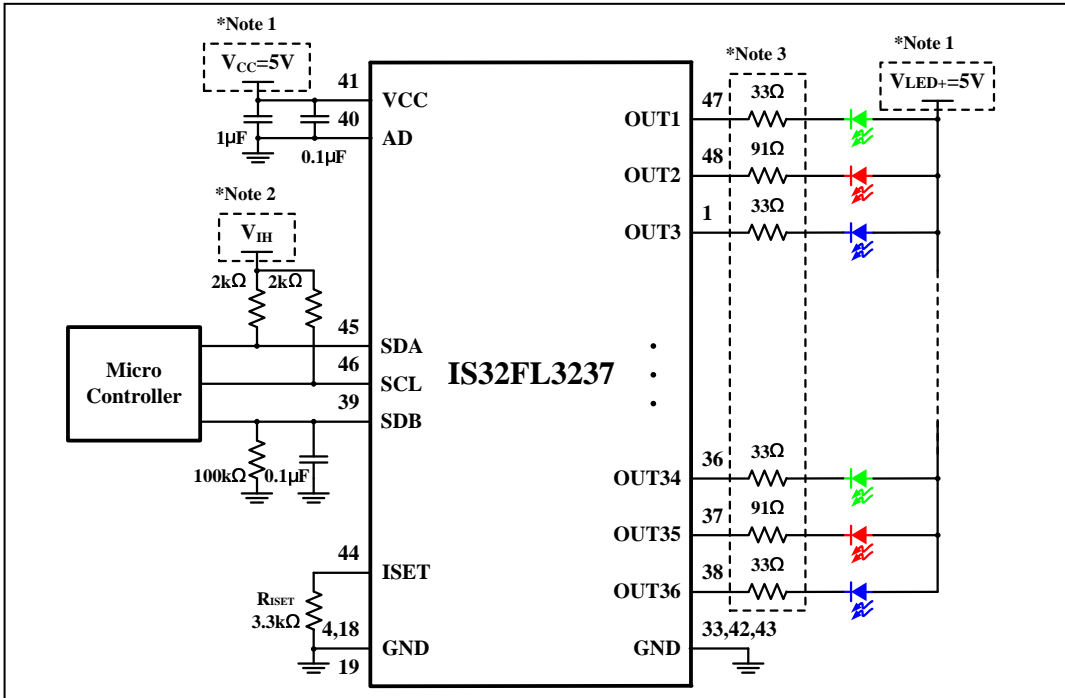 *Note 1
VCC=5V
41
VCC
40
AD
1µF
0.1µF
*Note 2
VIH
2kΩ
2kΩ
45
SDA
46
SCL
39
SDB
Micro
Controller
100kΩ
0.1µF
44
ISET
RISET
3.3kΩ
4,18
GND
19
IS32FL3237
*Note 3
*Note 1
VLED+=5V
47
33Ω
OUT1
48
91Ω
OUT2
1
33Ω
OUT3
36
33Ω
OUT34
37
91Ω
OUT35
38
33Ω
OUT36
33,42,43
GND